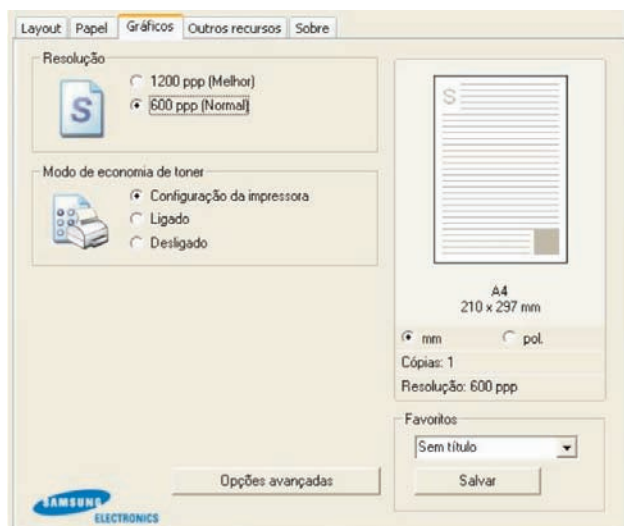 Layout Papel Gráficos Outros recursos Sobre
Resolução
1200 ppp (Melhor)
600 ppp (Normal)
S
Modo de economia de toner
Configuração da impressora
Ligado
Desligado
S
A4
210 x 297 mm
mm pol.
Cópias: 1
Resolução: 600 ppp
Favoritos
Sem título
Opções avançadas
Salvar
SAMSUNG
ELECTRONICS